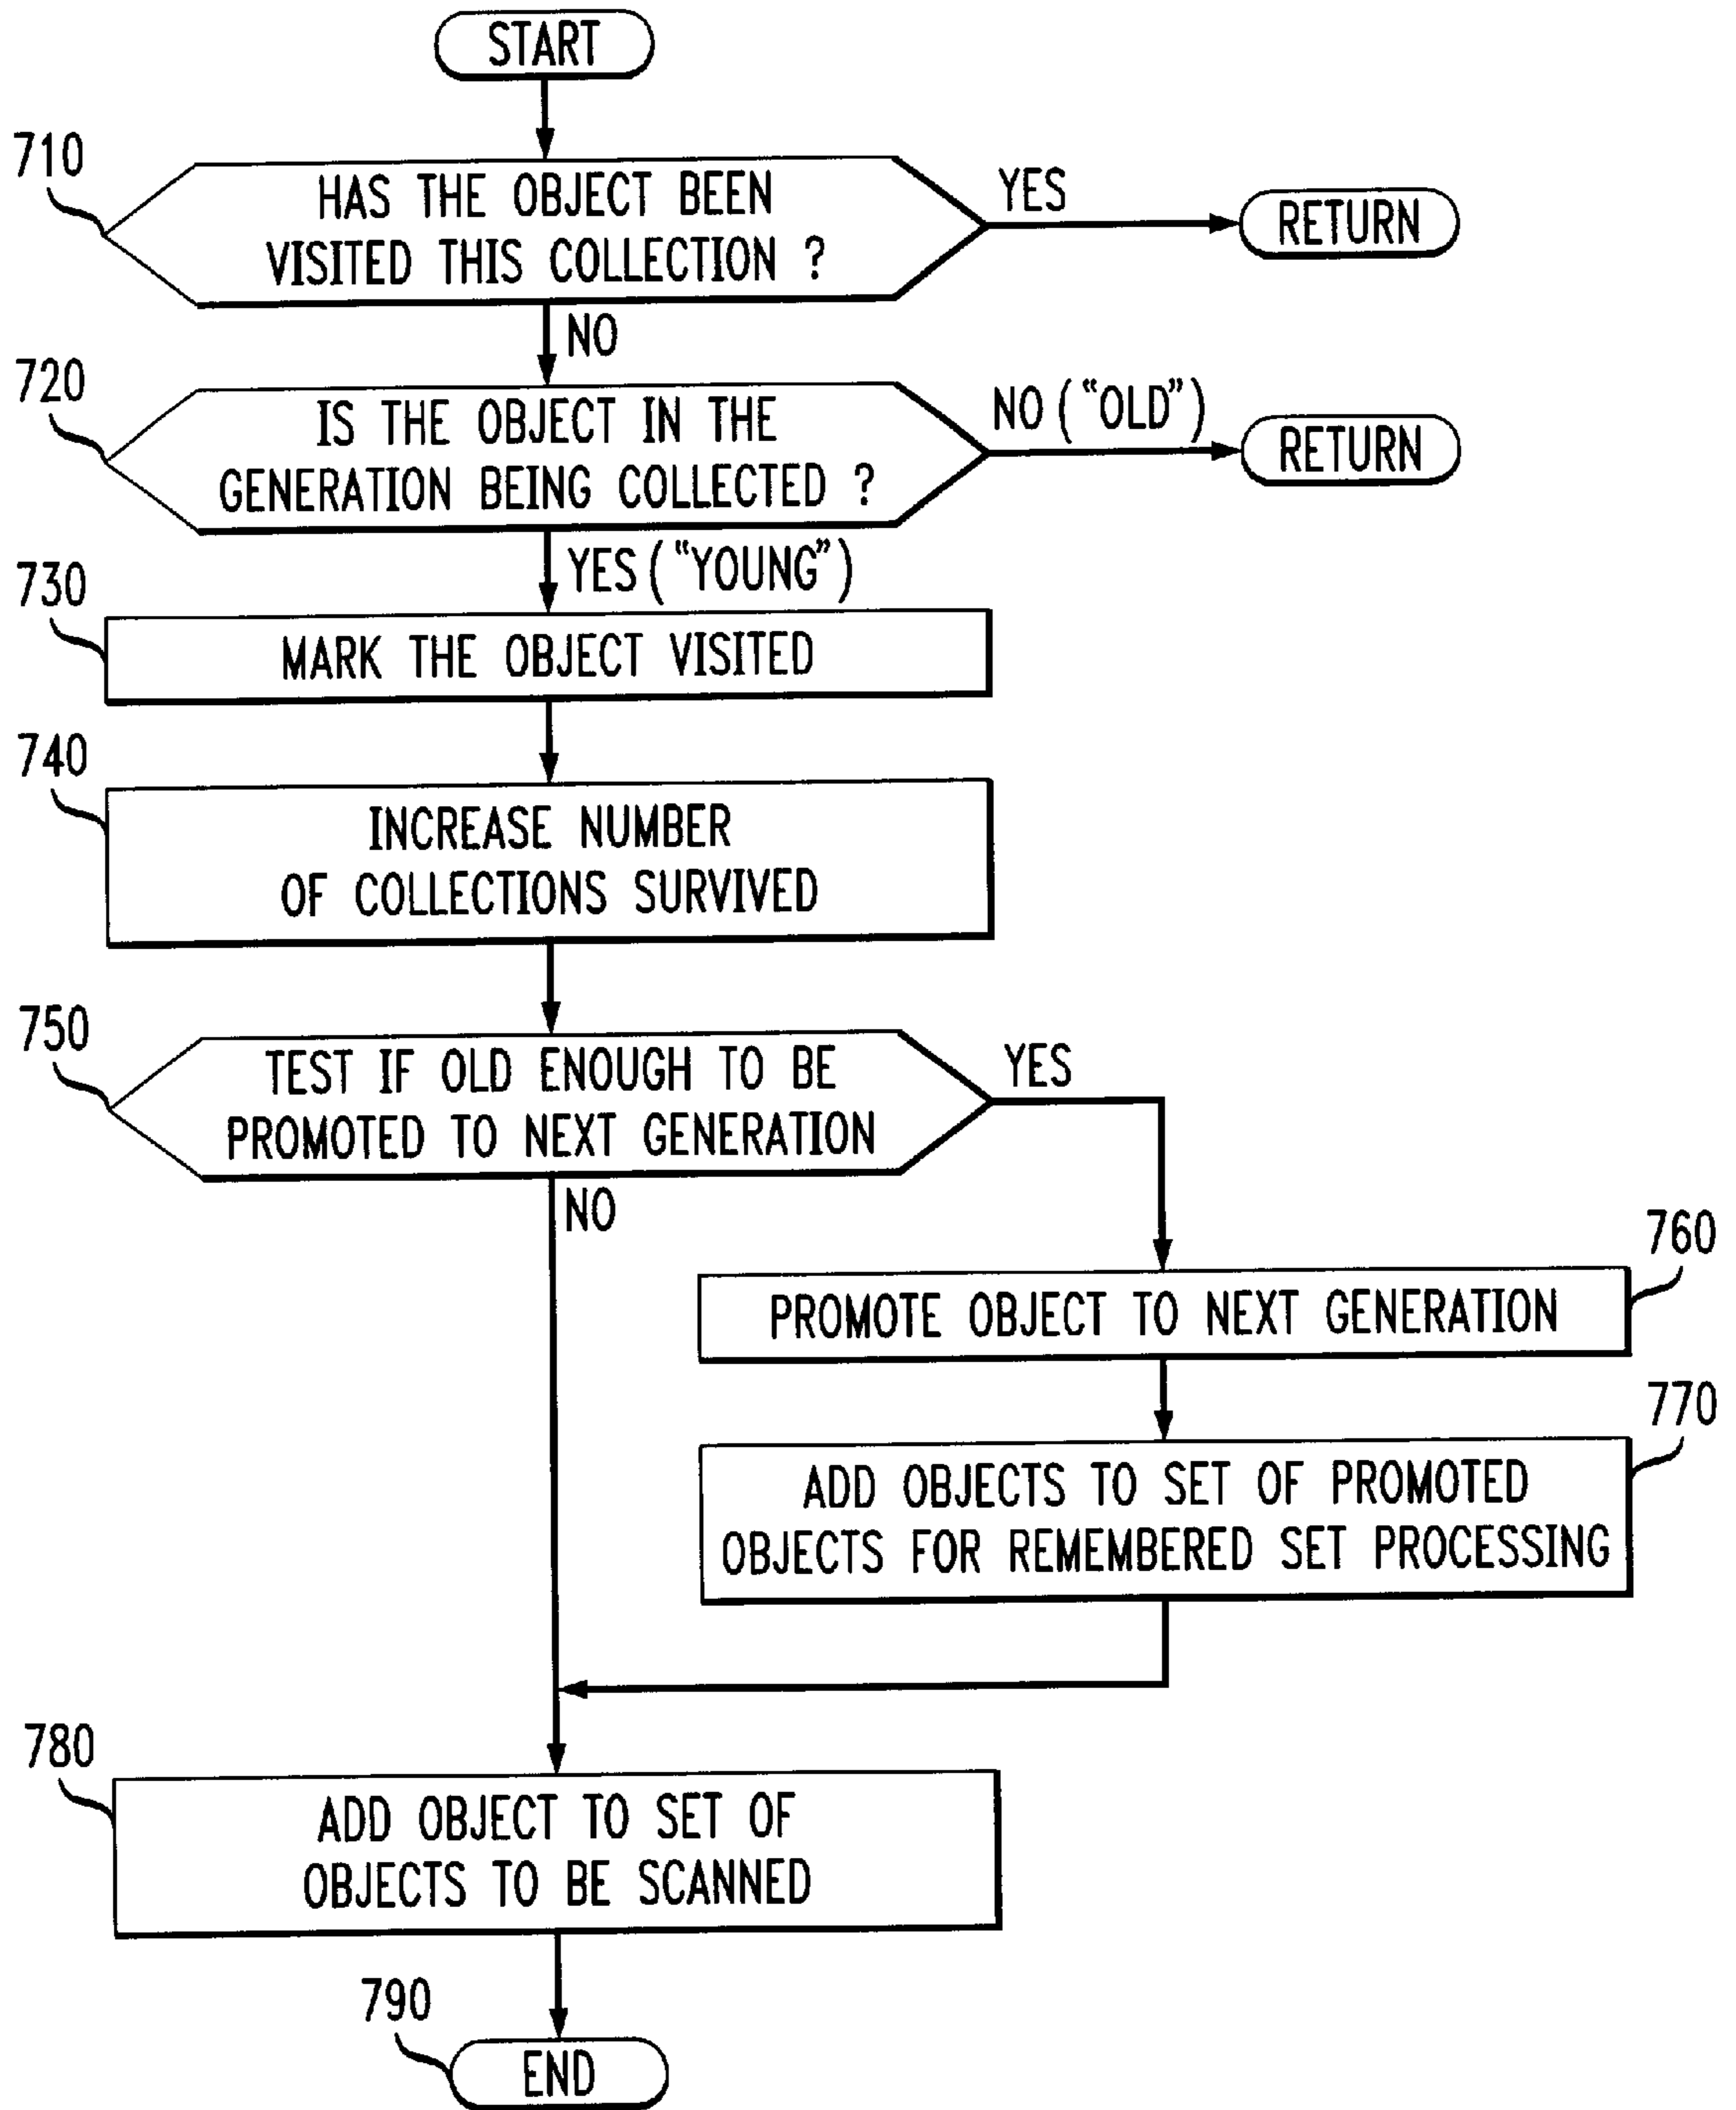 START
710
HAS THE OBJECT BEEN
VISITED THIS COLLECTION ?
YES
RETURN
NO
720
IS THE OBJECT IN THE
GENERATION BEING COLLECTED ?
NO ("OLD")
RETURN
YES ("YOUNG")
730
MARK THE OBJECT VISITED
740
INCREASE NUMBER
OF COLLECTIONS SURVIVED
750
TEST IF OLD ENOUGH TO BE
PROMOTED TO NEXT GENERATION
YES
NO
760
PROMOTE OBJECT TO NEXT GENERATION
770
ADD OBJECTS TO SET OF PROMOTED
OBJECTS FOR REMEMBERED SET PROCESSING
780
ADD OBJECT TO SET OF
OBJECTS TO BE SCANNED
790
END